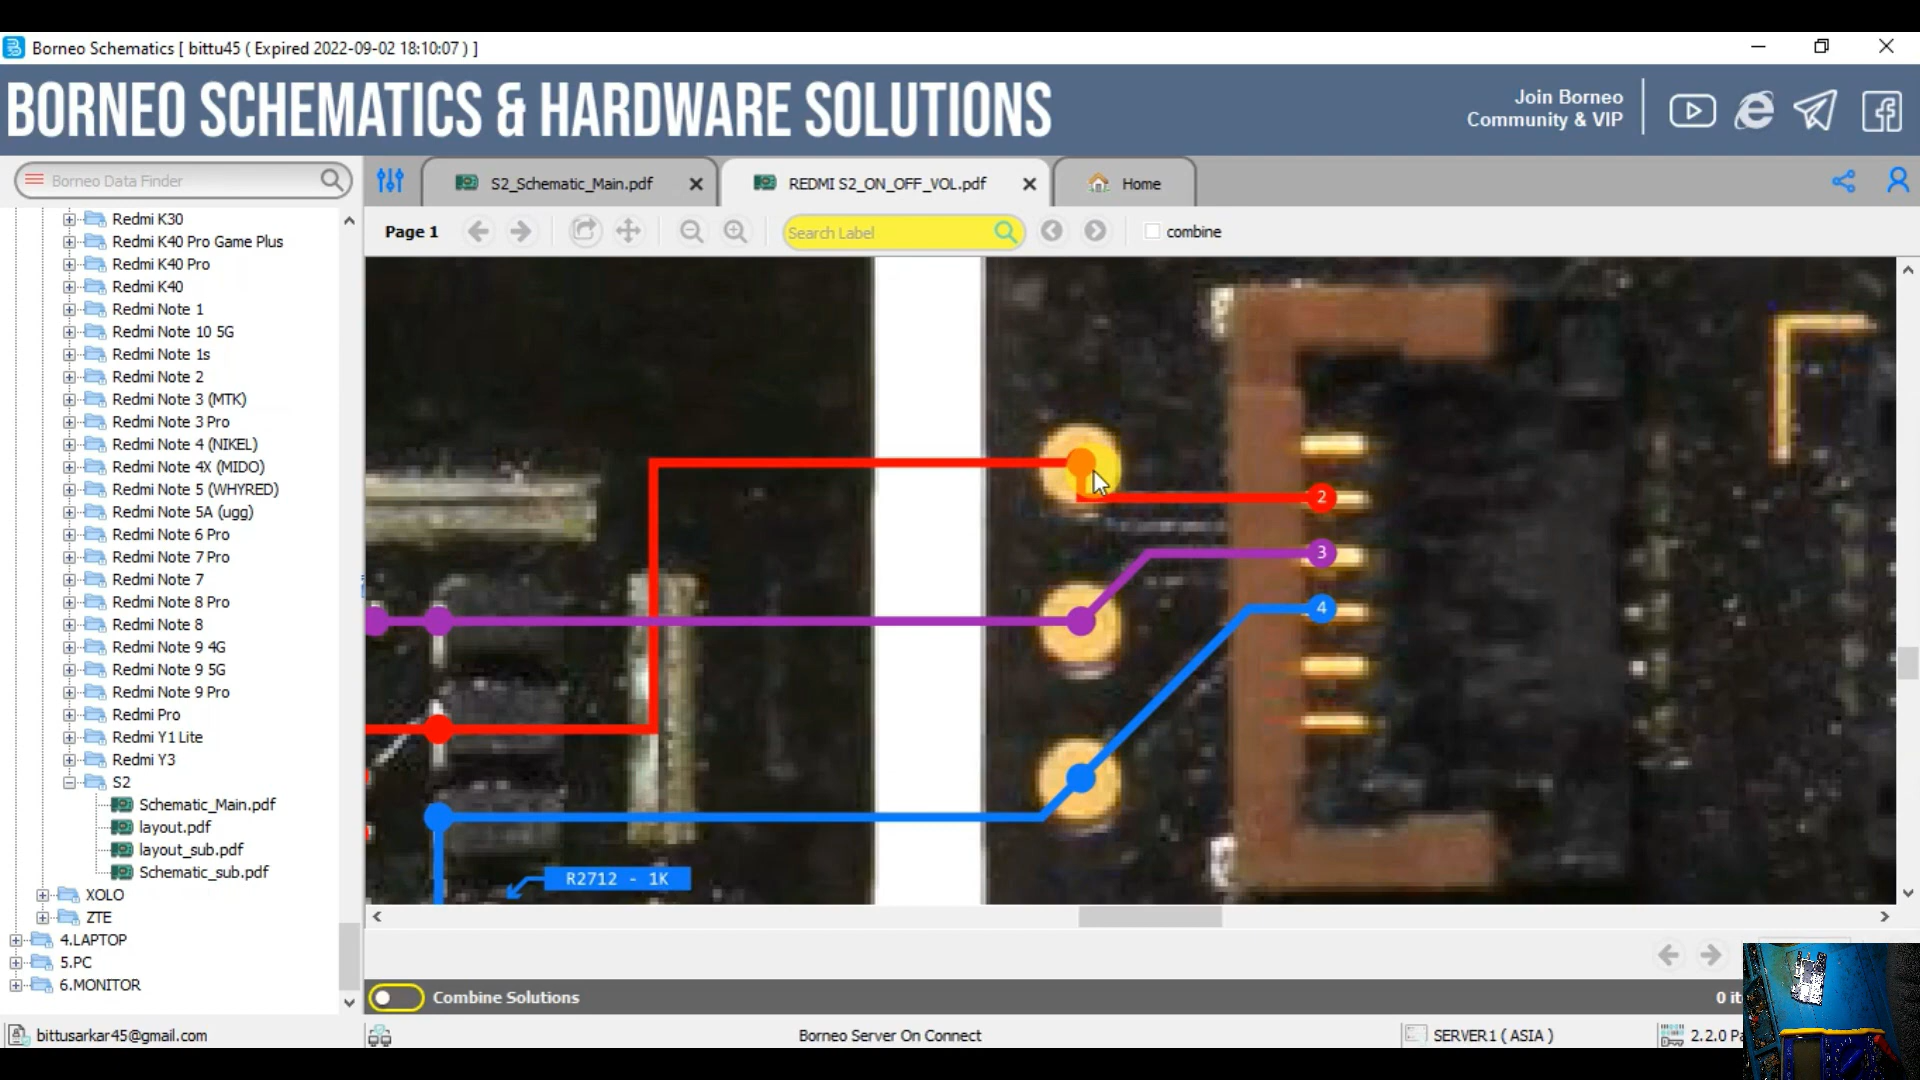 Borneo Schematics [ bittu45 ( Expired 2022-09-02 18:10:07 ) ]
BORNEO SCHEMATICS & HARDWARE SOLUTIONS
Join Borneo
Community & VIP
Borneo Data Finder
S2_Schematic_Main.pdf
REDMI S2_ON_OFF_VOL.pdf
Home
Page 1
Search Label
combine
Redmi K30
Redmi K40 Pro Game Plus
Redmi K40 Pro
Redmi K40
Redmi Note 1
Redmi Note 10 5G
Redmi Note 1s
Redmi Note 2
Redmi Note 3 (MTK)
Redmi Note 3 Pro
Redmi Note 4 (NIKEL)
Redmi Note 4X (MIDO)
Redmi Note 5 (WHYRED)
Redmi Note 5A (ugg)
Redmi Note 6 Pro
Redmi Note 7 Pro
Redmi Note 7
Redmi Note 8 Pro
Redmi Note 8
Redmi Note 9 4G
Redmi Note 9 5G
Redmi Note 9 Pro
Redmi Pro
Redmi Y1 Lite
Redmi Y3
S2
Schematic_Main.pdf
layout.pdf
layout_sub.pdf
Schematic_sub.pdf
XOLO
ZTE
4.LAPTOP
5.PC
6.MONITOR
2
3
4
R2712 - 1K
Combine Solutions
0 it
bittusarkar45@gmail.com
Borneo Server On Connect
SERVER1 ( ASIA )
2.2.0 Pa